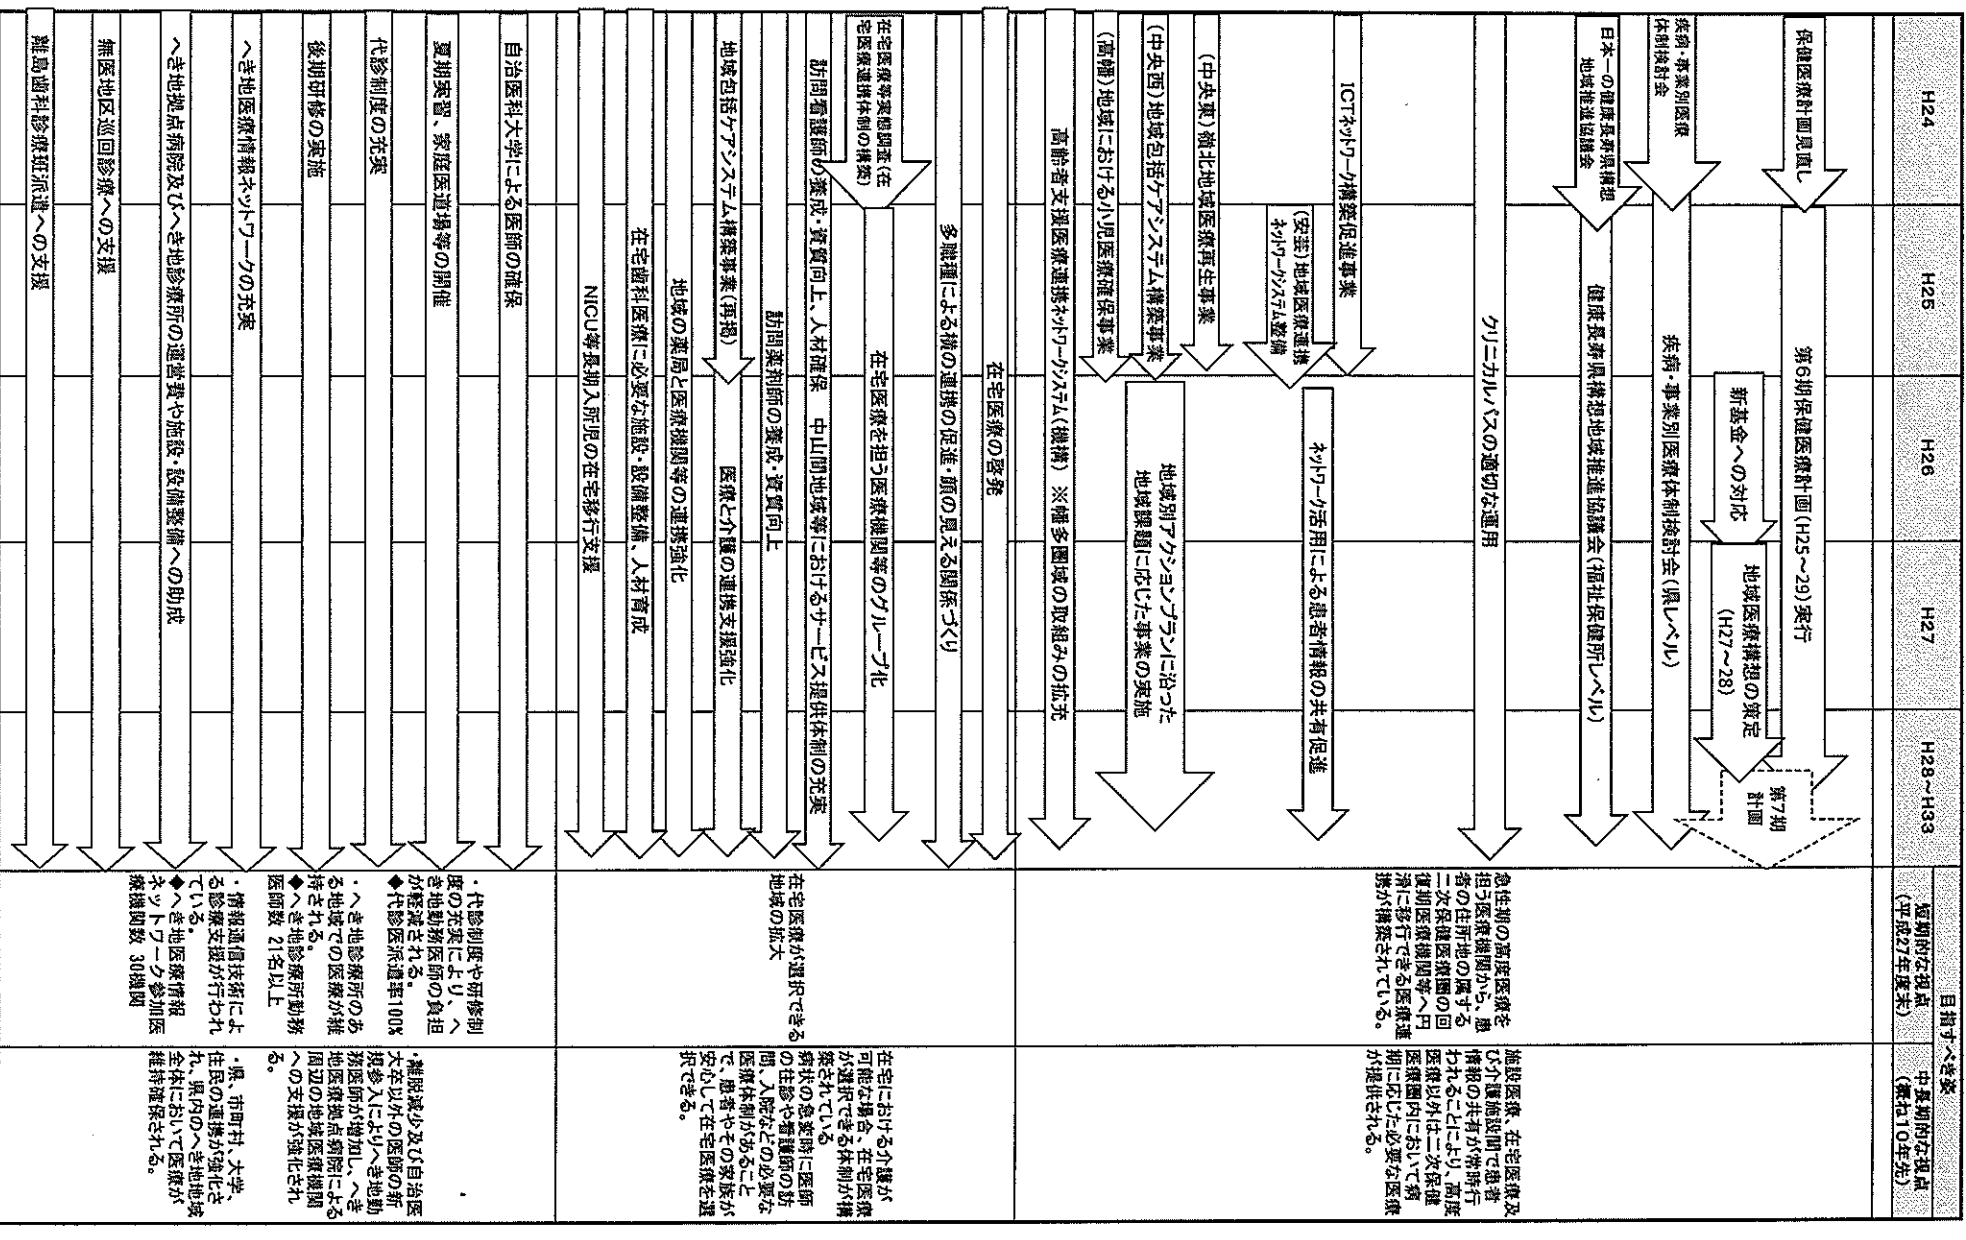 H24
H25
H26
H27
H28～H33
目指すべき姿
短期的な視点
(平成27年度末)
中長期的な視点
(概ね10年先)
保健医療計画見直し
第6期保健医療計画(H25～29)実行
第7期
計画
新基金への対応
地域医療構想の策定
(H27～28)
疾病・事業別医療
体制検討会
疾病・事業別医療体制検討会(県レベル)
日本一の健康長寿県構想
地域推進協議会
健康長寿県構想地域推進協議会(福祉保健所レベル)
クリニカルパスの適切な運用
ICTネットワーク構築促進事業
(安芸)地域医療連携
ネットワークシステム整備
ネットワーク活用による患者情報の共有促進
(中央東)嶺北地域医療再生事業
(中央西)地域包括ケアシステム構築事業
(高幡)地域における小児医療確保事業
地域別アクションプランに沿った
地域課題に応じた事業の実施
高齢者支援医療連携ネットワークシステム(機構) ※幡多圏域の取組みの拡充
急性期の高度医療を
担う医療機関から、患
者の住所地の属する
二次保健医療圏の回
復期医療機関等へ円
滑に移行できる医療連
携が構築されている。
施設医療、在宅医療及
び介護施設間で患者
情報の共有が常時行
われることにより、高度
医療以外は二次保健
医療圏内において病
期に応じた必要な医療
が提供される。
在宅医療の啓発
多職種による横の連携の促進・顔の見える関係づくり
在宅医療等実態調査(在
宅医療連携体制の構築)
在宅医療を担う医療機関等のグループ化
訪問看護師の養成・資質向上、人材確保 中山間地域等におけるサービス提供体制の充実
訪問薬剤師の養成・資質向上
地域包括ケアシステム構築事業(再掲)
医療と介護の連携支援強化
地域の薬局と医療機関等の連携強化
在宅歯科医療に必要な施設・設備整備、人材育成
NICU等長期入所児の在宅移行支援
在宅医療が選択できる
地域の拡大
在宅における介護が
可能な場合、在宅医療
が選択できる体制が構
築されている
病状の急変時に医師
の往診や看護師の訪
問、入院などの必要な
医療体制があること
で、患者やその家族が
安心して在宅医療を選
択できる。
自治医科大学による医師の確保
夏期実習、家庭医道場等の開催
代診制度の充実
後期研修の実施
へき地医療情報ネットワークの充実
へき地拠点病院及びへき地診療所の運営費や施設・設備整備への助成
無医地区巡回診療への支援
離島歯科診療班派遣への支援
・代診制度や研修制
度の充実により、へ
き地勤務医師の負担
が軽減される。
◆代診医派遣率100%
・へき地診療所のあ
る地域での医療が維
持される。
◆へき地診療所勤務
医師数 21名以上
・情報通信技術によ
る診療支援が行われ
ている。
◆へき地医療情報
ネットワーク参加医
療機関数 30機関
・離脱減少及び自治医
大卒以外の医師の新
規参入によりへき地勤
務医師が増加し、へき
地医療拠点病院による
周辺の地域医療機関
への支援が強化され
る。
・県、市町村、大学、
住民の連携が強化さ
れ、県内のへき地地域
全体において医療が
維持確保される。